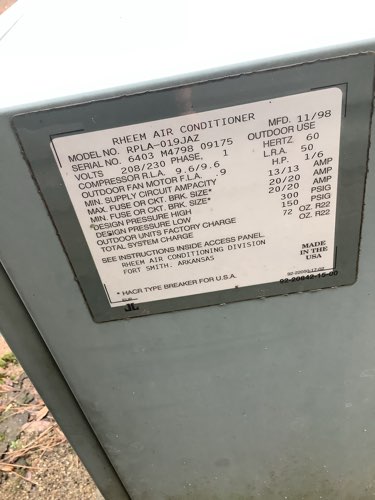 RHEEM AIR CONDITIONER
MODEL NO. RPLA-019JAZ MFD. 11/98
SERIAL NO. 6403 M4798 09175 OUTDOOR USE
VOLTS 208/230 PHASE, 1 HERTZ 60
COMPRESSOR R.L.A. 9.6/9.6 L.R.A. 50
OUTDOOR FAN MOTOR F.L.A. .9 H.P. 1/6
MIN. SUPPLY CIRCUIT AMPACITY 13/13 AMP
MAX. FUSE OR CKT. BRK. SIZE* 20/20 AMP
MIN. FUSE OR CKT. BRK. SIZE* 20/20 AMP
DESIGN PRESSURE HIGH 300 PSIG
DESIGN PRESSURE LOW 150 PSIG
OUTDOOR UNITS FACTORY CHARGE 72 OZ. R22
TOTAL SYSTEM CHARGE OZ. R22
SEE INSTRUCTIONS INSIDE ACCESS PANEL.
RHEEM AIR CONDITIONING DIVISION
FORT SMITH, ARKANSAS
MADE
IN THE
USA
* HACR TYPE BREAKER FOR U.S.A.
92-20642-15-00